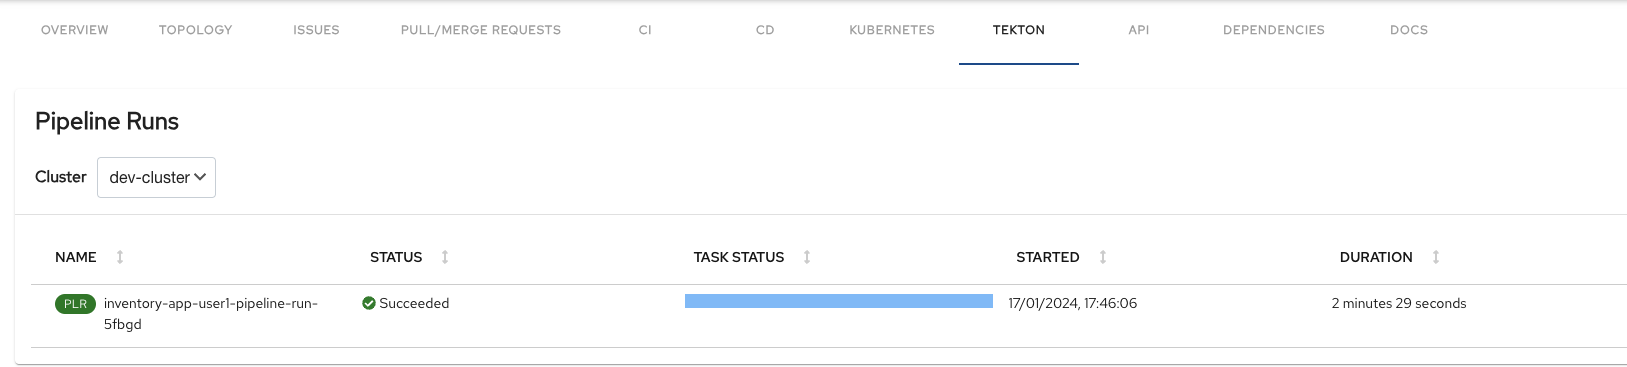 OVERVIEW TOPOLOGY ISSUES PULL/MERGE REQUESTS CI CD KUBERNETES TEKTON API DEPENDENCIES DOCS
Pipeline Runs
Cluster dev-cluster
NAME STATUS TASK STATUS STARTED DURATION
PLR inventory-app-user1-pipeline-run- Succeeded 17/01/2024, 17:46:06 2 minutes 29 seconds
5fbgd